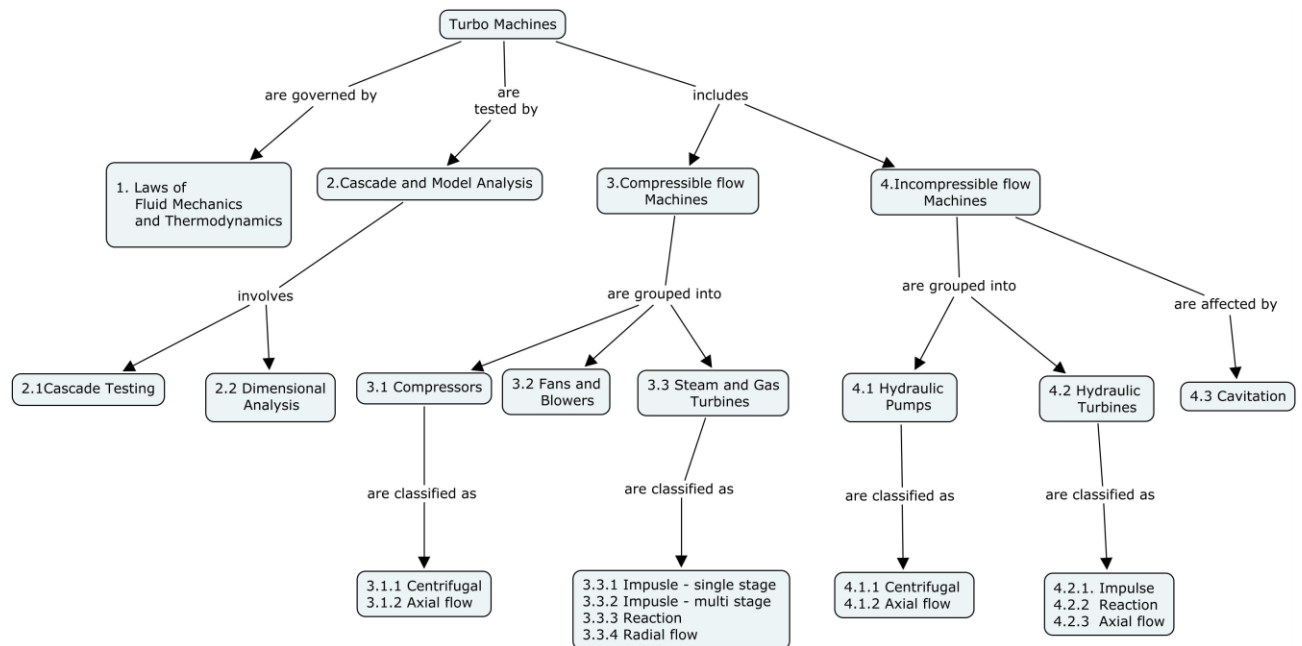 Turbo Machines
are governed by
are
tested by
includes
1. Laws of
Fluid Mechanics
and Thermodynamics
2.Cascade and Model Analysis
3.Compressible flow
Machines
4.Incompressible flow
Machines
involves
are grouped into
are grouped into
are affected by
2.1Cascade Testing
2.2 Dimensional
Analysis
3.1 Compressors
3.2 Fans and
Blowers
3.3 Steam and Gas
Turbines
4.1 Hydraulic
Pumps
4.2 Hydraulic
Turbines
4.3 Cavitation
are classified as
are classified as
are classified as
are classified as
3.1.1 Centrifugal
3.1.2 Axial flow
3.3.1 Impusle - single stage
3.3.2 Impusle - multi stage
3.3.3 Reaction
3.3.4 Radial flow
4.1.1 Centrifugal
4.1.2 Axial flow
4.2.1. Impulse
4.2.2 Reaction
4.2.3 Axial flow